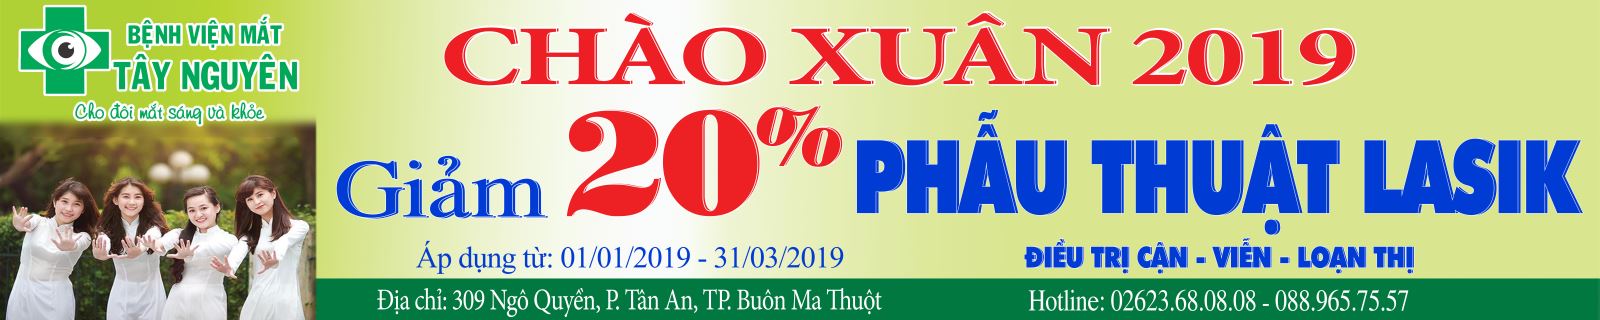 BỆNH VIỆN MẮT
TÂY NGUYÊN
Cho đôi mắt sáng và khỏe
CHÀO XUÂN 2019
Giảm 20% PHẪU THUẬT LASIK
Áp dụng từ: 01/01/2019 - 31/03/2019
ĐIỀU TRỊ CẬN - VIỄN - LOẠN THỊ
Địa chỉ: 309 Ngô Quyền, P. Tân An, TP. Buôn Ma Thuột
Hotline: 02623.68.08.08 - 088.965.75.57